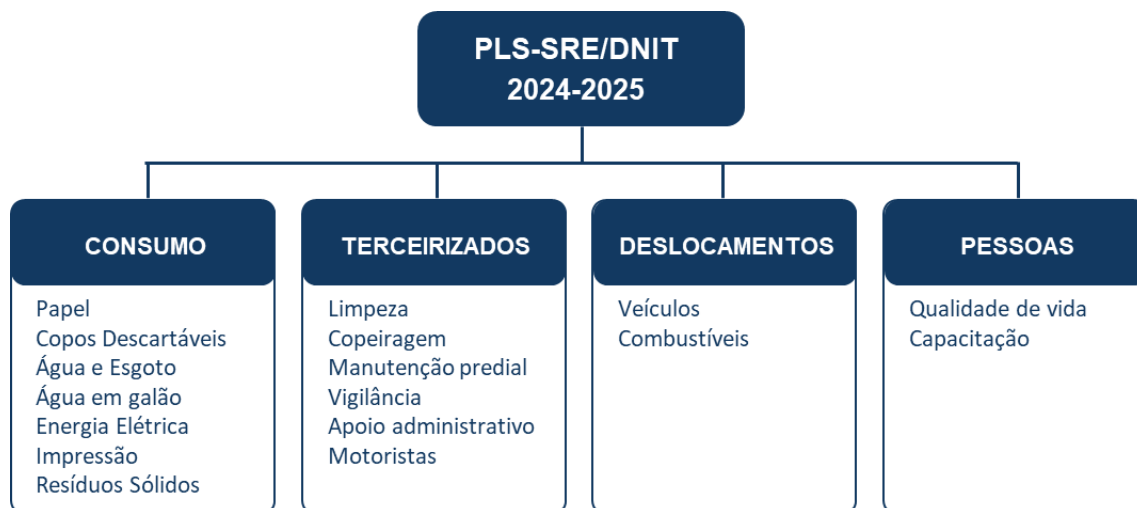 PLS-SRE/DNIT
2024-2025
CONSUMO
Papel
Copos Descartáveis
Água e Esgoto
Água em galão
Energia Elétrica
Impressão
Resíduos Sólidos
TERCEIRIZADOS
Limpeza
Copeiragem
Manutenção predial
Vigilância
Apoio administrativo
Motoristas
DESLOCAMENTOS
Veículos
Combustíveis
PESSOAS
Qualidade de vida
Capacitação